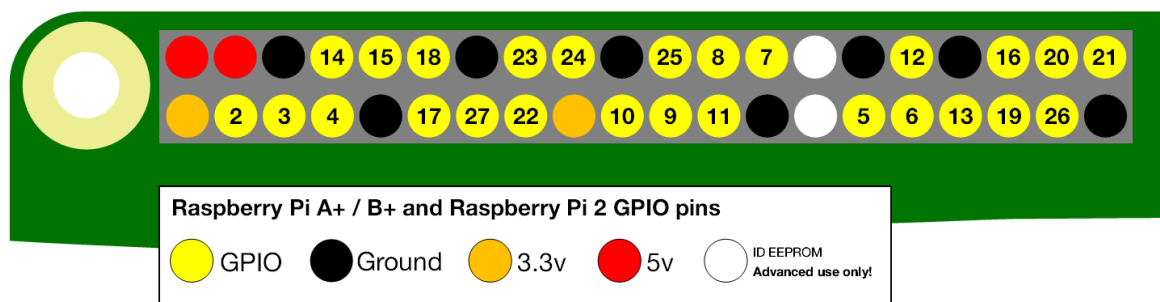 14 15 18 23 24 25 8 7 12 16 20 21
2 3 4 17 27 22 10 9 11 5 6 13 19 26
Raspberry Pi A+ / B+ and Raspberry Pi 2 GPIO pins
GPIO Ground 3.3v 5v ID EEPROM
Advanced use only!